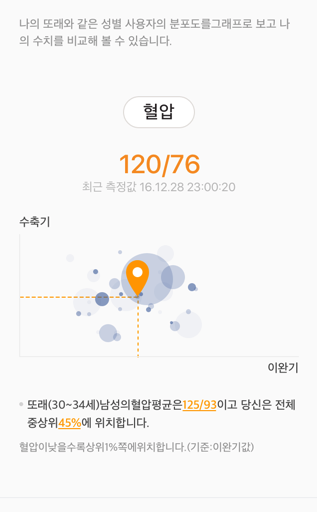 나의 또래와 같은 성별 사용자의 분포도를그래프로 보고 나
의 수치를 비교해 볼 수 있습니다.
혈압
120/76
최근 측정값 16.12.28 23:00:20
수축기
이완기
또래(30~34세)남성의혈압평균은125/93이고 당신은 전체
중상위45%에 위치합니다.
혈압이낮을수록상위1%쪽에위치합니다.(기준:이완기값)